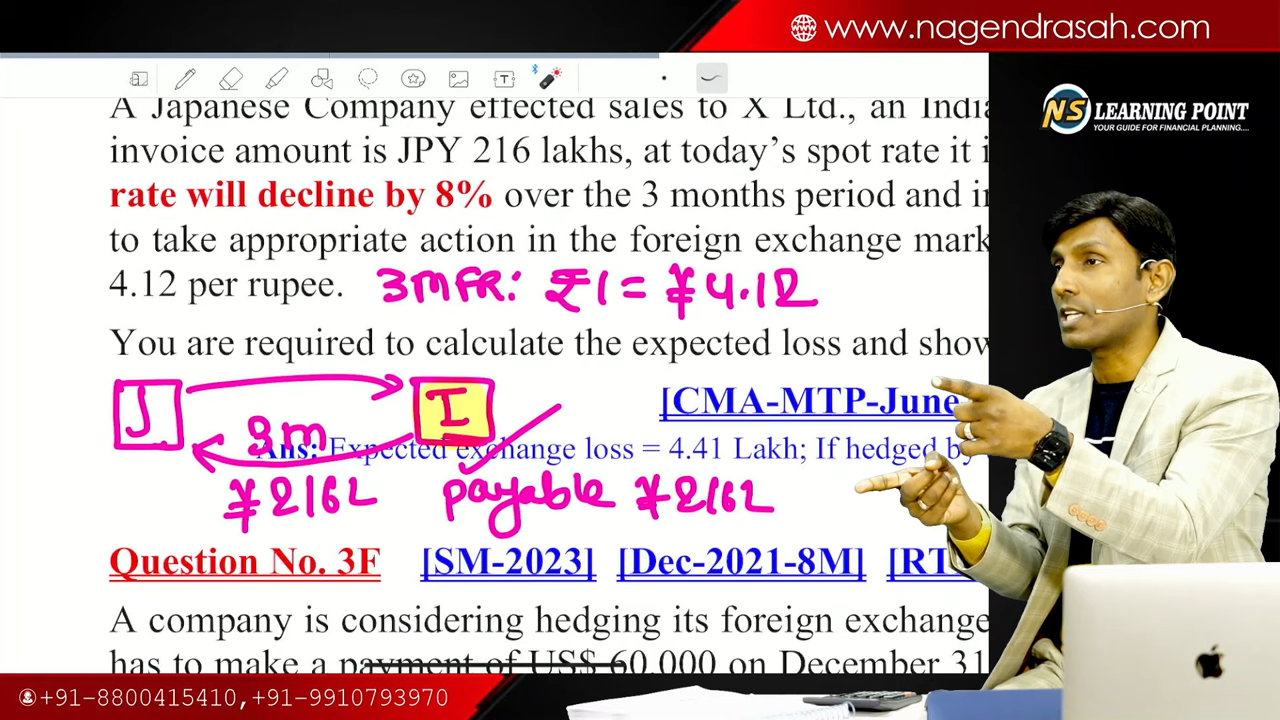 www.nagendrasah.com
NS LEARNING POINT
YOUR GUIDE FOR FINANCIAL PLANNING....
A Japanese Company effected sales to X Ltd., an
invoice amount is JPY 216 lakhs, at today's spot rate it
rate will decline by 8% over the 3 months period and
to take appropriate action in the foreign exchange
4.12 per rupee. 3MFR: ₹1 = ¥4.12
You are required to calculate the expected loss and show
J I
[CMA-MTP-June
3m
Ans: Expected exchange loss = 4.41 Lakh; If hedged by
¥216L payable ¥216L
Question No. 3F [SM-2023] [Dec-2021-8M]
A company is considering hedging its foreign exchange
has to make a payment of US$ 60,000 on December 31
+91-8800415410,+91-9910793970